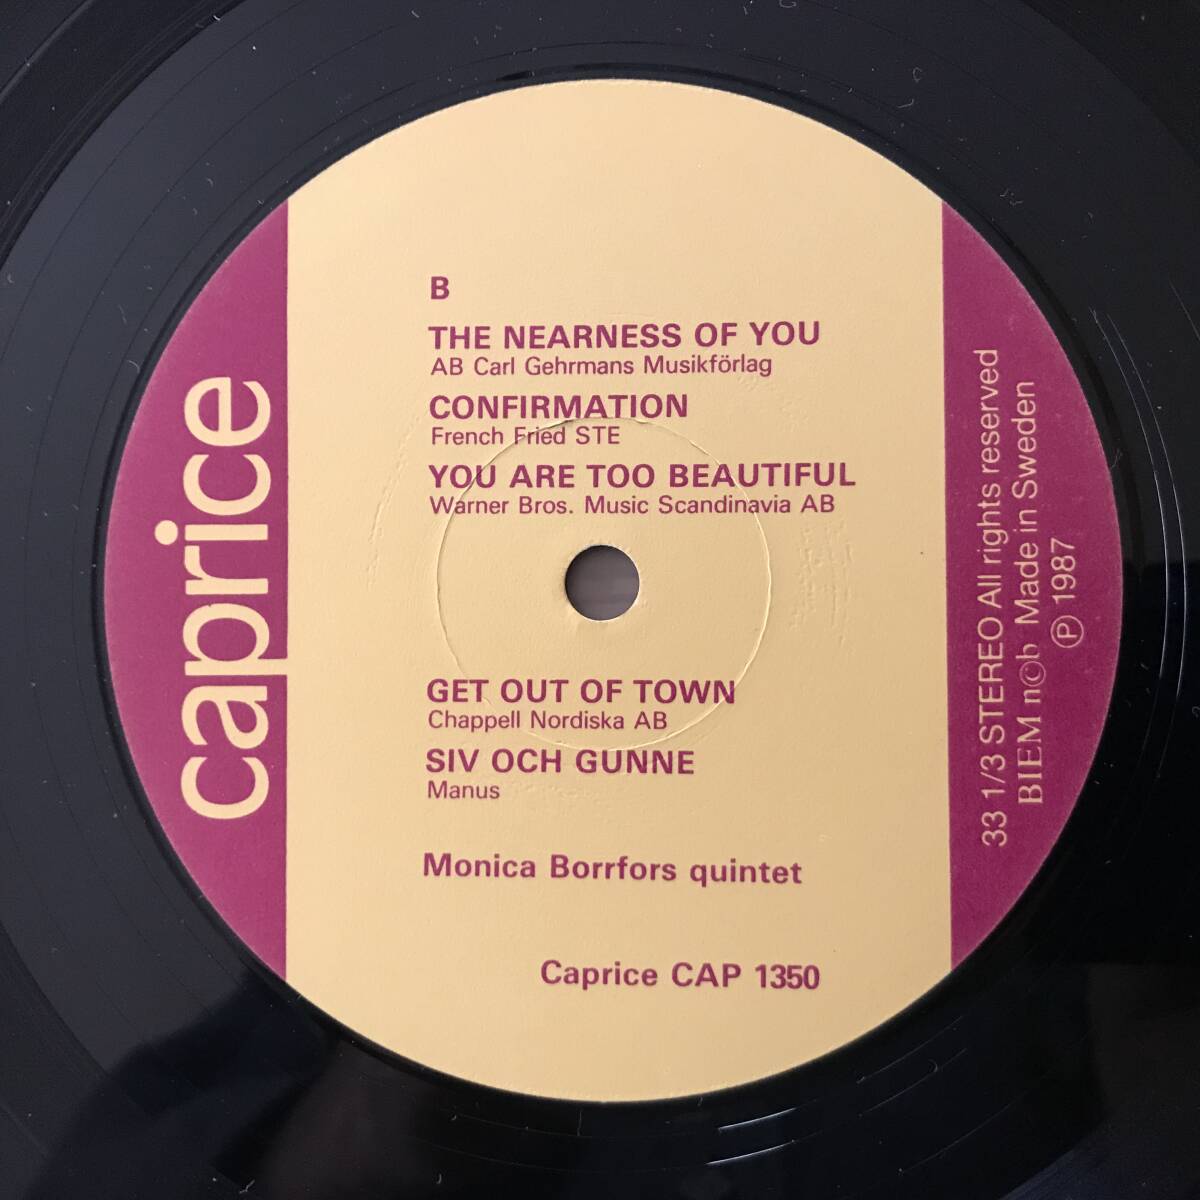 caprice
B
THE NEARNESS OF YOU
AB Carl Gehrmans Musikförlag
CONFIRMATION
French Fried STE
YOU ARE TOO BEAUTIFUL
Warner Bros. Music Scandinavia AB
GET OUT OF TOWN
Chappell Nordiska AB
SIV OCH GUNNE
Manus
Monica Borrfors quintet
Caprice CAP 1350
33 1/3 STEREO All rights reserved
BIEM n©b Made in Sweden
℗ 1987